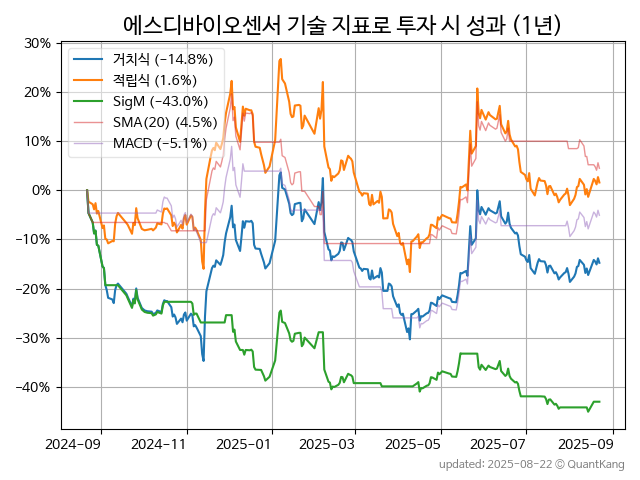 에스디바이오센서 기술 지표로 투자 시 성과 (1년)
30%
20%
10%
0%
−10%
−20%
−30%
−40%
거치식 (−14.8%)
적립식 (1.6%)
SigM (−43.0%)
SMA(20) (4.5%)
MACD (−5.1%)
2024-09
2024-11
2025-01
2025-03
2025-05
2025-07
2025-09
updated: 2025-08-22 © QuantKang